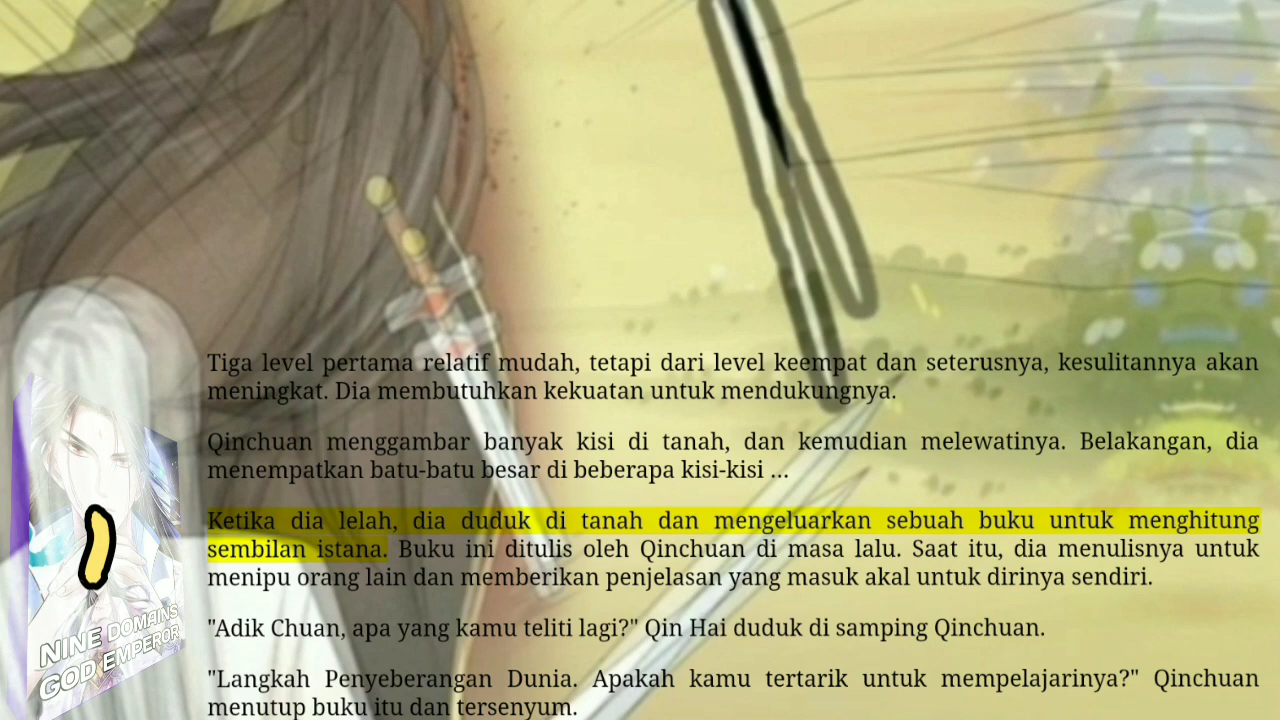 Tiga level pertama relatif mudah, tetapi dari level keempat dan seterusnya, kesulitannya akan
meningkat. Dia membutuhkan kekuatan untuk mendukungnya.
Qinchuan menggambar banyak kisi di tanah, dan kemudian melewatinya. Belakangan, dia
menempatkan batu-batu besar di beberapa kisi-kisi ...
Ketika dia lelah, dia duduk di tanah dan mengeluarkan sebuah buku untuk menghitung
sembilan istana. Buku ini ditulis oleh Qinchuan di masa lalu. Saat itu, dia menulisnya untuk
menipu orang lain dan memberikan penjelasan yang masuk akal untuk dirinya sendiri.
"Adik Chuan, apa yang kamu teliti lagi?" Qin Hai duduk di samping Qinchuan.
"Langkah Penyeberangan Dunia. Apakah kamu tertarik untuk mempelajarinya?" Qinchuan
menutup buku itu dan tersenyum.
NINE DOMAINS
GOD EMPEROR